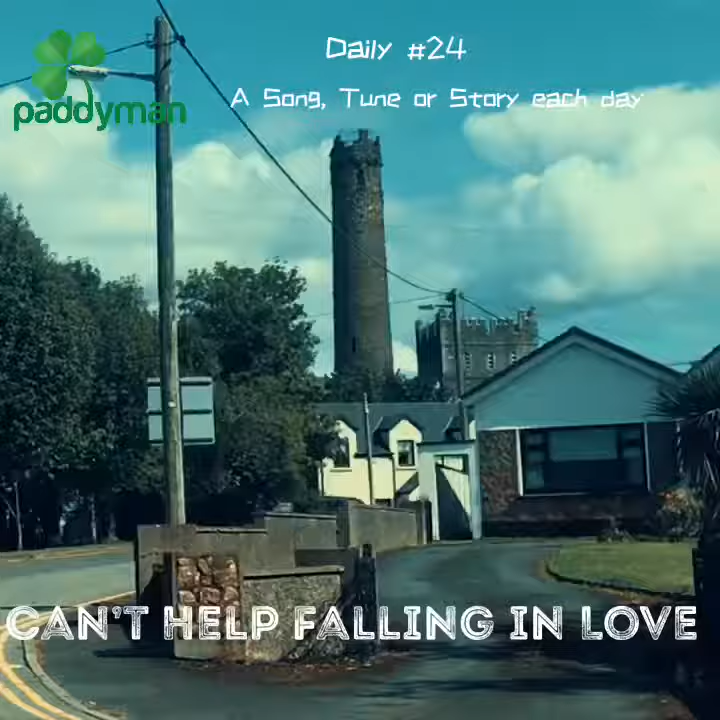 Daily #24
paddyman
A Song, Tune or Story each day
CAN'T HELP FALLING IN LOVE